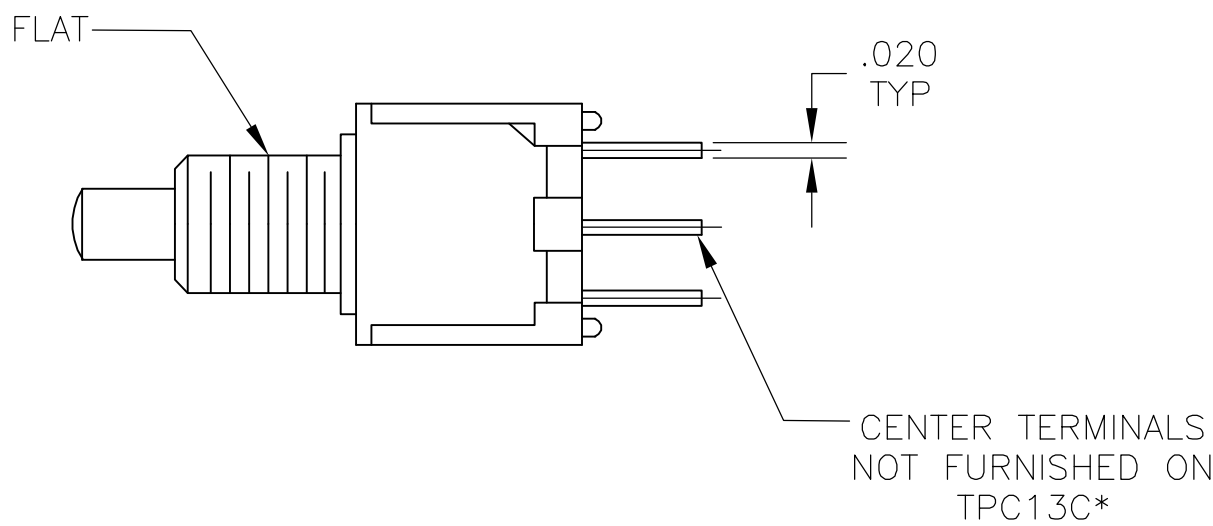 FLAT
.020
TYP
CENTER TERMINALS
NOT FURNISHED ON
TPC13C*